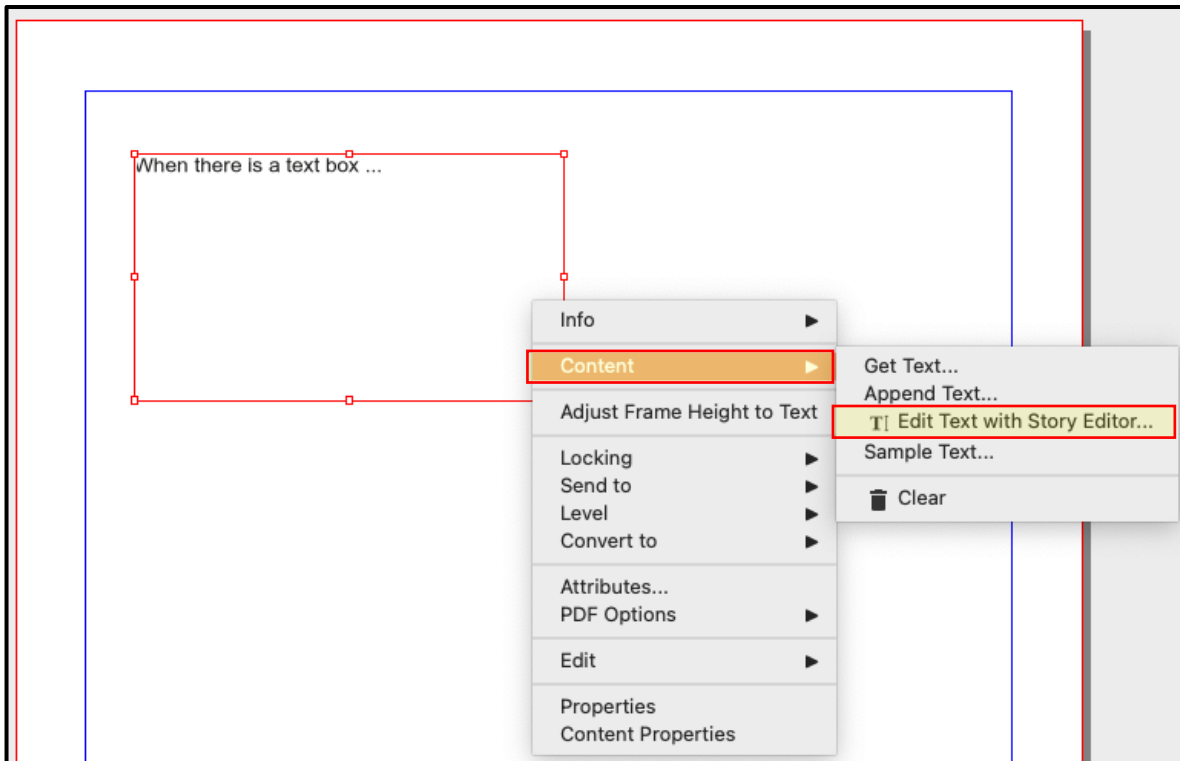 When there is a text box ...
Info
Content
Adjust Frame Height to Text
Locking
Send to
Level
Convert to
Attributes...
PDF Options
Edit
Properties
Content Properties
Get Text...
Append Text...
Edit Text with Story Editor...
Sample Text...
Clear